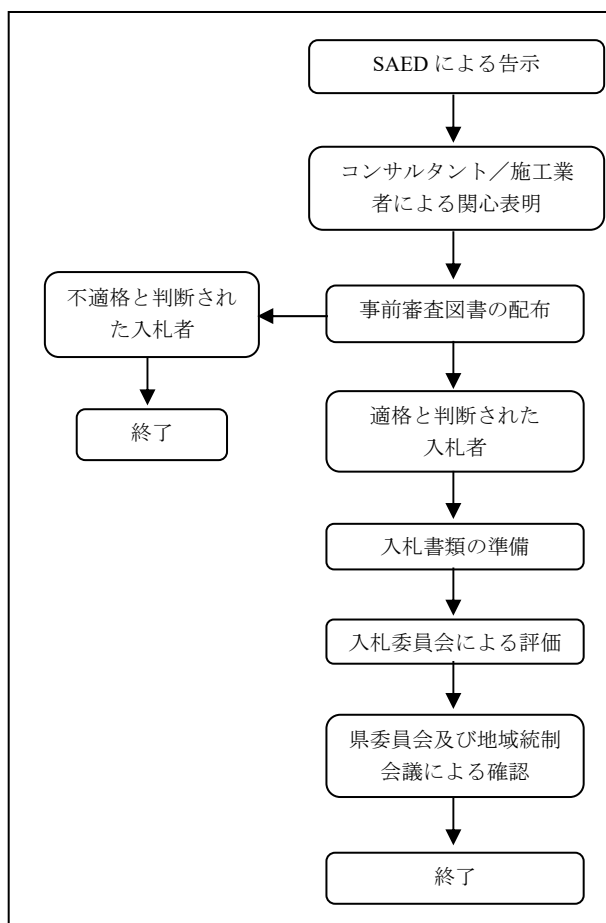 SAED による告示
コンサルタント／施工業
者による関心表明
不適格と判断され
た入札者
事前審査図書の配布
終了
適格と判断された
入札者
入札書類の準備
入札委員会による評価
県委員会及び地域統制
会議による確認
終了